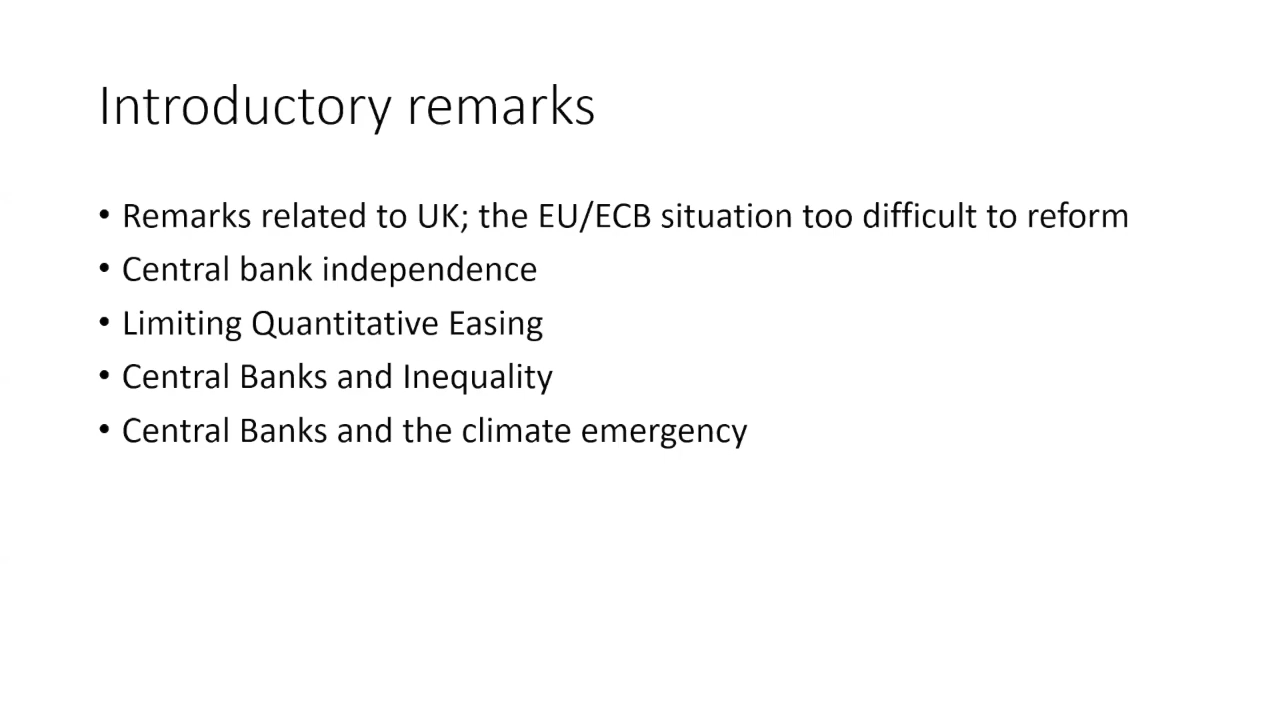 Introductory remarks
• Remarks related to UK; the EU/ECB situation too difficult to reform
• Central bank independence
• Limiting Quantitative Easing
• Central Banks and Inequality
• Central Banks and the climate emergency